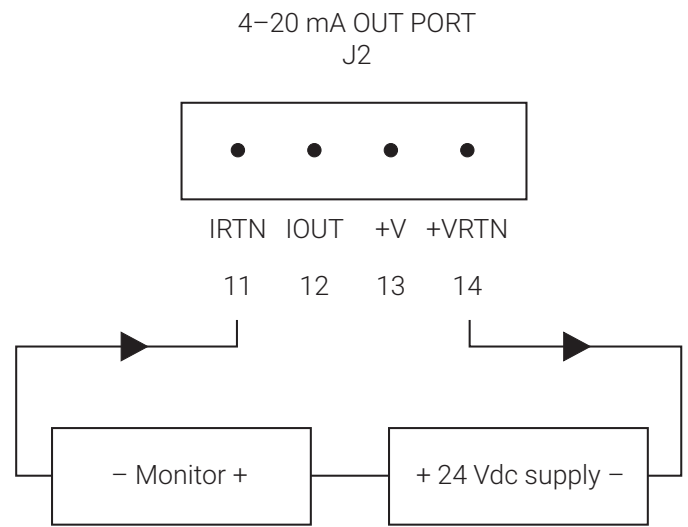 4–20 mA OUT PORT
J2
IRTN IOUT +V +VRTN
11 12 13 14
– Monitor + + 24 Vdc supply –